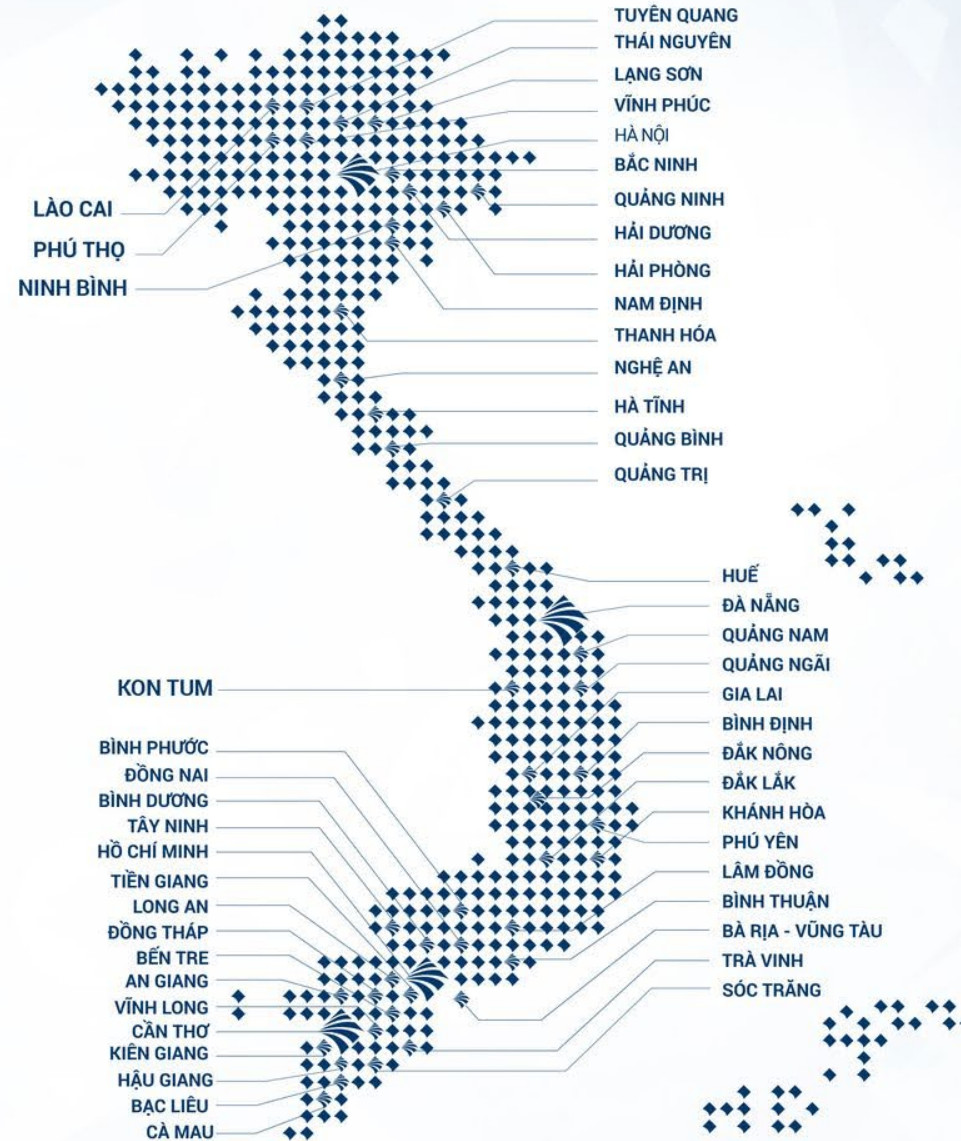 TUYÊN QUANG
THÁI NGUYÊN
LẠNG SƠN
VĨNH PHÚC
HÀ NỘI
BẮC NINH
QUẢNG NINH
HẢI DƯƠNG
HẢI PHÒNG
NAM ĐỊNH
THANH HÓA
NGHỆ AN
HÀ TĨNH
QUẢNG BÌNH
QUẢNG TRỊ
LÀO CAI
PHÚ THỌ
NINH BÌNH
HUẾ
ĐÀ NẴNG
QUẢNG NAM
QUẢNG NGÃI
GIA LAI
BÌNH ĐỊNH
ĐẮK NÔNG
ĐẮK LẮK
KHÁNH HÒA
PHÚ YÊN
LÂM ĐỒNG
BÌNH THUẬN
BÀ RỊA - VŨNG TÀU
TRÀ VINH
SÓC TRĂNG
KON TUM
BÌNH PHƯỚC
ĐỒNG NAI
BÌNH DƯƠNG
TÂY NINH
HỒ CHÍ MINH
TIỀN GIANG
LONG AN
ĐỒNG THÁP
BẾN TRE
AN GIANG
VĨNH LONG
CẦN THƠ
KIÊN GIANG
HẬU GIANG
BẠC LIÊU
CÀ MAU